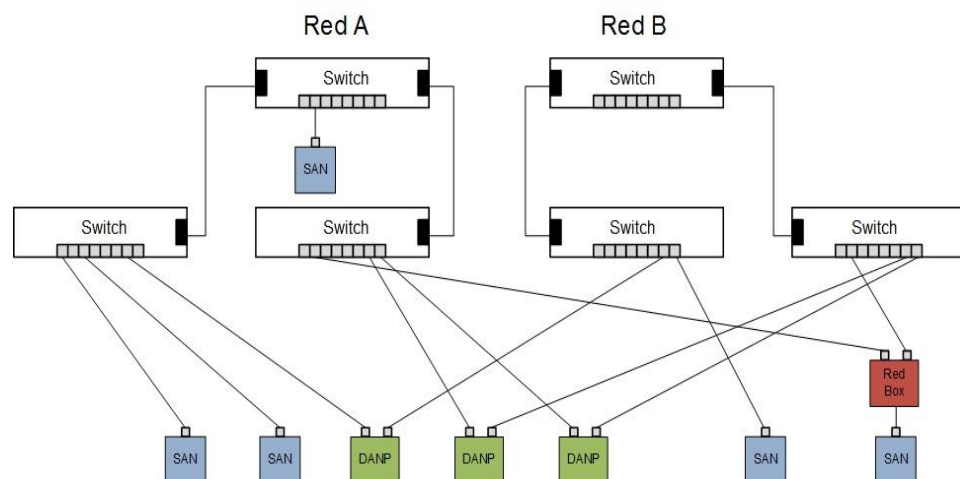 Red A
Red B
Switch
Switch
SAN
Switch
Switch
Switch
Switch
Red
Box
SAN
SAN
DANP
DANP
DANP
SAN
SAN